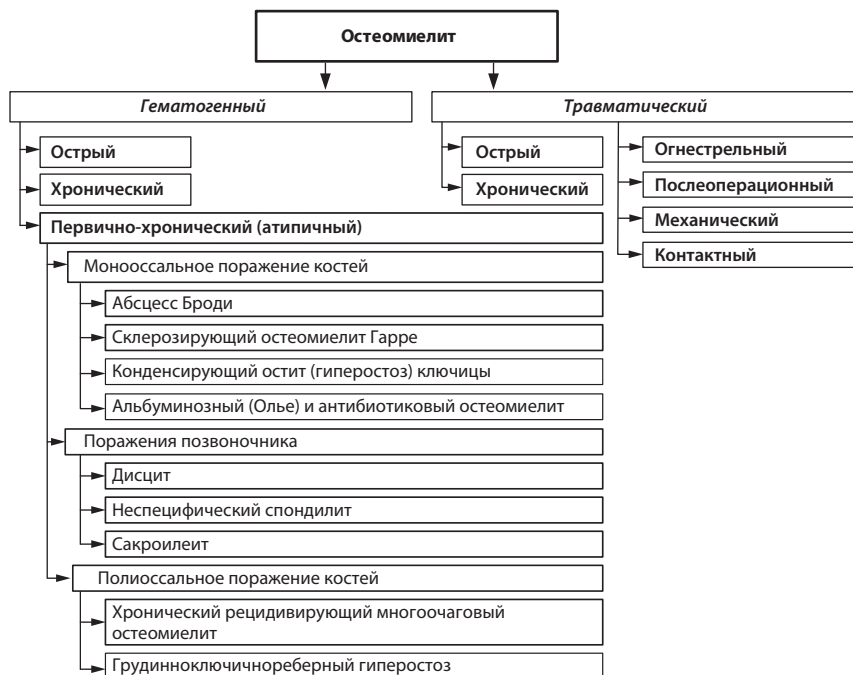 Остеомиелит
Гематогенный
Острый
Хронический
Первично-хронический (атипичный)
Монооссальное поражение костей
Абсцесс Броди
Склерозирующий остеомиелит Гарре
Конденсирующий остит (гиперостоз) ключицы
Альбуминозный (Олье) и антибиотиковый остеомиелит
Поражения позвоночника
Дисцит
Неспецифический спондилит
Сакроилеит
Полиоссальное поражение костей
Хронический рецидивирующий многоочаговый
остеомиелит
Грудинноключичнореберный гиперостоз
Травматический
Острый
Хронический
Огнестрельный
Послеоперационный
Механический
Контактный